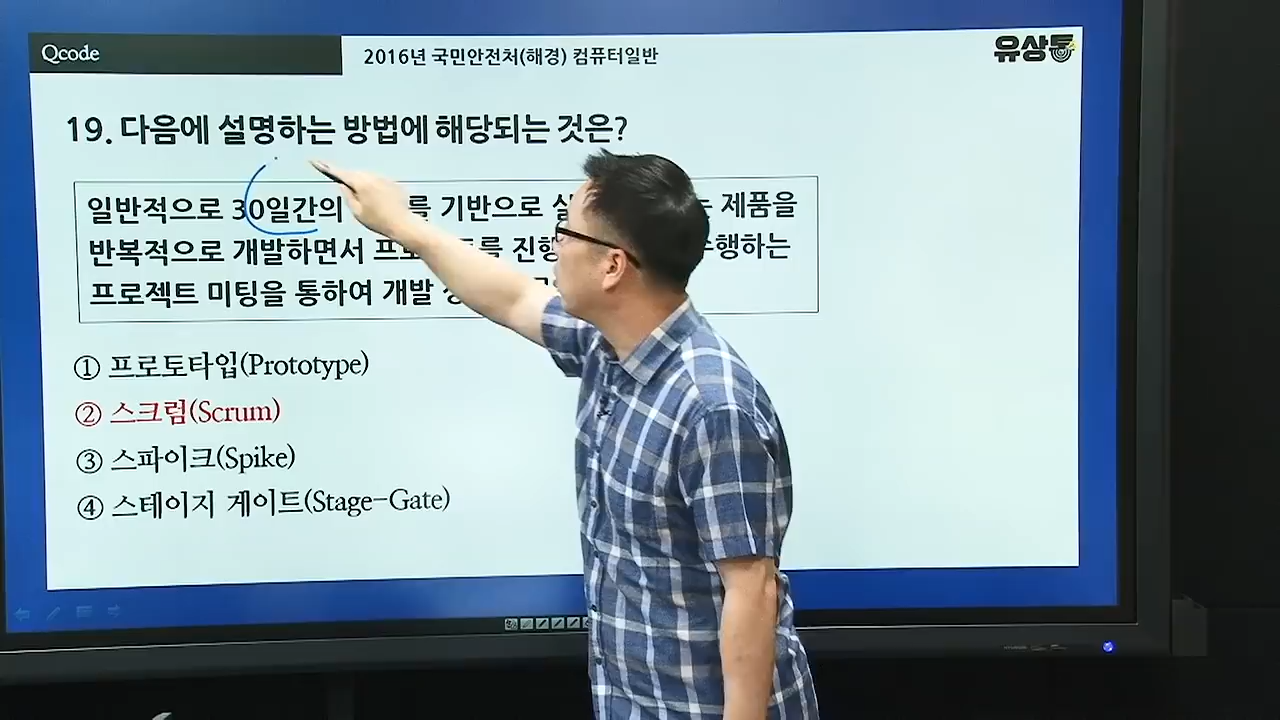 Qcode
2016년 국민안전처(해경) 컴퓨터일반
유상통
19. 다음에 설명하는 방법에 해당되는 것은?
일반적으로 30일간의 를 기반으로 제품을
반복적으로 개발하면서 를 수행하는
프로젝트 미팅을 통하여 개발
① 프로토타입(Prototype)
② 스크럼(Scrum)
③ 스파이크(Spike)
④ 스테이지 게이트(Stage-Gate)